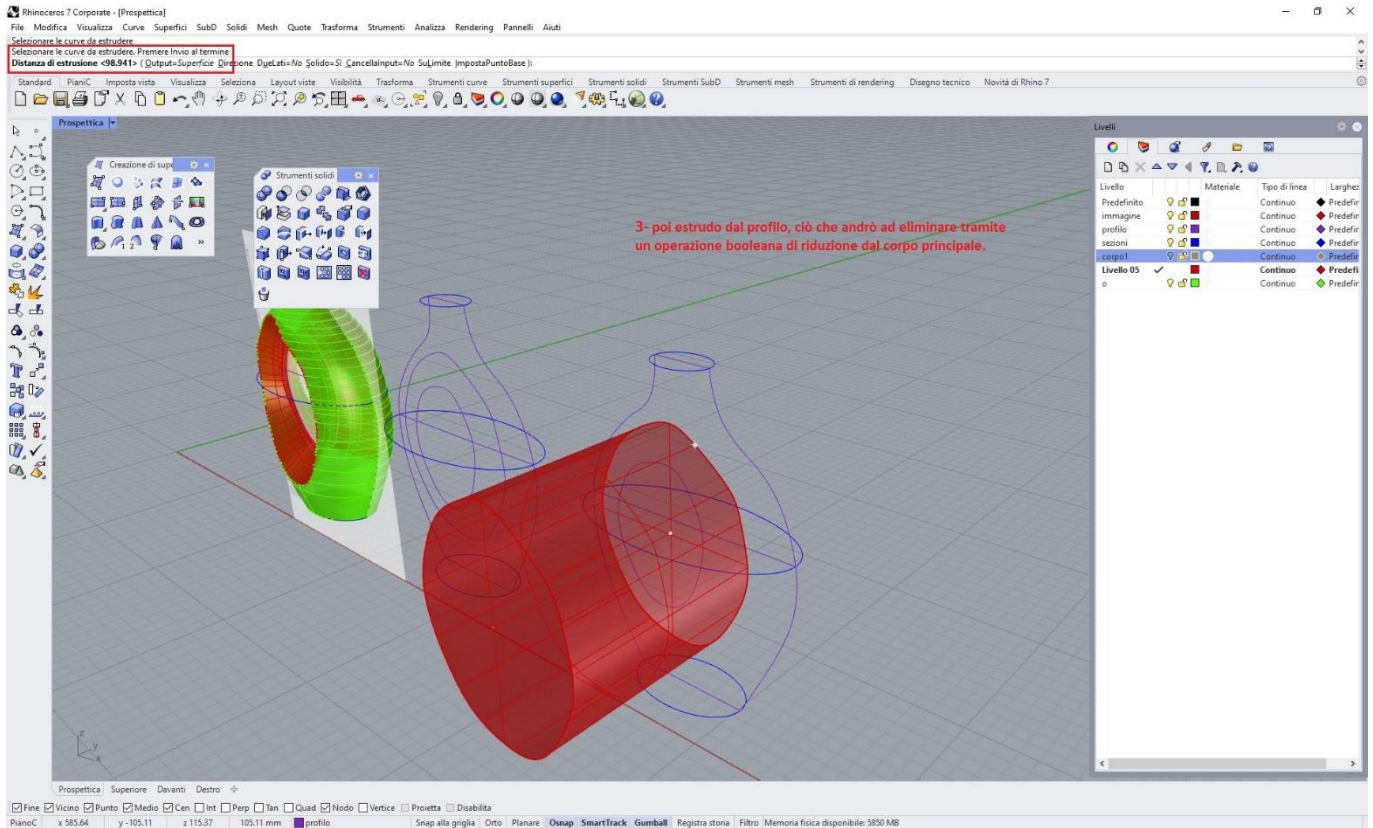 Rhinoceros 7 Corporate - [Prospettica]
File Modifica Visualizza Curve Superfici SubD Solidi Mesh Quote Trasforma Strumenti Analizza Rendering Pannelli Aiuti
Selezionare le curve da estrudere
Selezionare le curve da estrudere. Premere Invio al termine
Distanza di estrusione <98.941> ( Output=Superficie Direzione DueLati=No Solido=Sì CancellaInput=No SuLimite ImpostaPuntoBase ):
Standard PianiC Imposta vista Visualizza Seleziona Layout viste Visibilità Trasforma Strumenti curve Strumenti superfici Strumenti solidi Strumenti SubD Strumenti mesh Strumenti di rendering Disegno tecnico Novità di Rhino 7
Prospettica
Creazione di supe
Strumenti solidi
3- poi estrudo dal profilo, ciò che andrò ad eliminare tramite
un operazione booleana di riduzione dal corpo principale.
Livelli
Livello Materiale Tipo di linea Larghez
Predefinito Continuo Predefir
immagine Continuo Predefir
profilo Continuo Predefir
sezioni Continuo Predefir
corpo1 Continuo Predefir
Livello 05 Continuo Predefi
o Continuo Predefir
z
y
x
Prospettica Superiore Davanti Destro
Fine Vicino Punto Medio Cen Int Perp Tan Quad Nodo Vertice Proietta Disabilita
PianoC x 585.64 y -105.11 z 115.37 105.11 mm profilo Snap alla griglia Orto Planare Osnap SmartTrack Gumball Registra storia Filtro Memoria fisica disponibile: 5850 MB